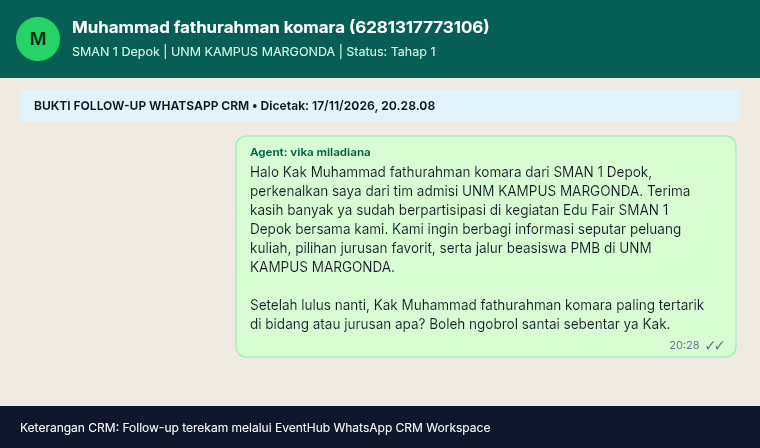 M
Muhammad fathurahman komara (6281317773106)
SMAN 1 Depok | UNM KAMPUS MARGONDA | Status: Tahap 1
BUKTI FOLLOW-UP WHATSAPP CRM • Dicetak: 17/11/2026, 20.28.08
Agent: vika miladiana
Halo Kak Muhammad fathurahman komara dari SMAN 1 Depok,
perkenalkan saya dari tim admisi UNM KAMPUS MARGONDA. Terima
kasih banyak ya sudah berpartisipasi di kegiatan Edu Fair SMAN 1
Depok bersama kami. Kami ingin berbagi informasi seputar peluang
kuliah, pilihan jurusan favorit, serta jalur beasiswa PMB di UNM
KAMPUS MARGONDA.
Setelah lulus nanti, Kak Muhammad fathurahman komara paling tertarik
di bidang atau jurusan apa? Boleh ngobrol santai sebentar ya Kak.
20:28 ✓✓
Keterangan CRM: Follow-up terekam melalui EventHub WhatsApp CRM Workspace